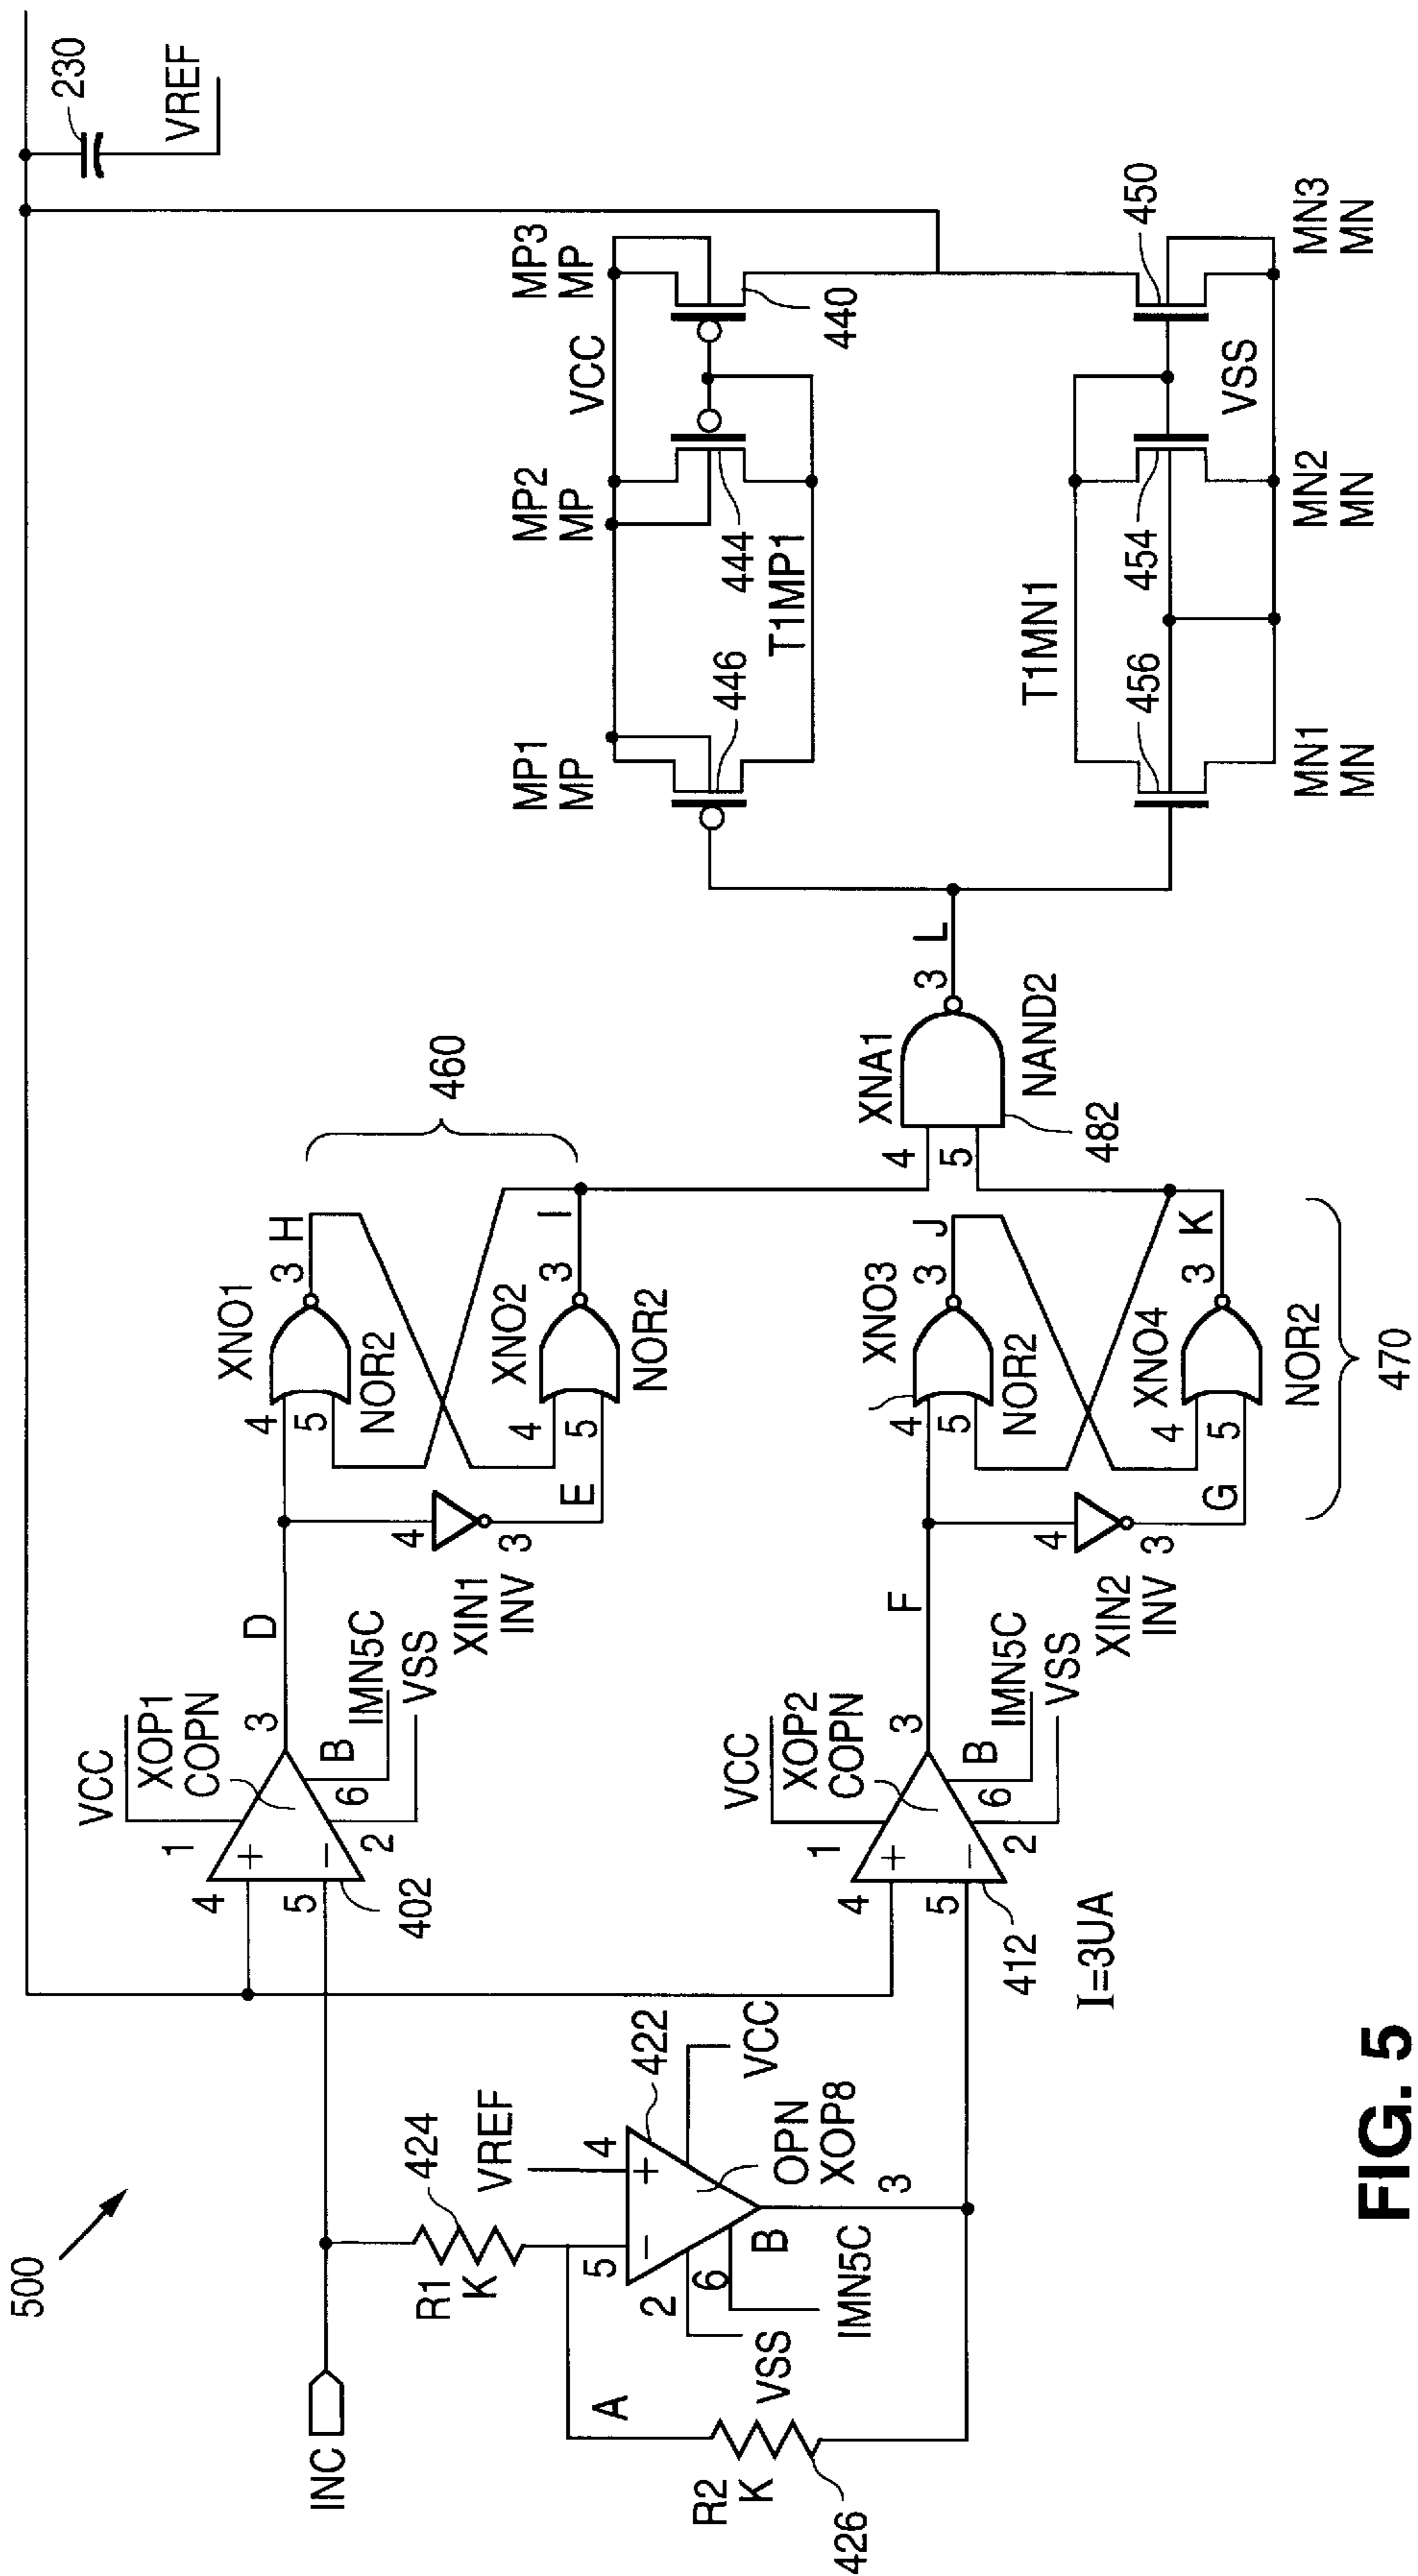 500
INC
R1
K
424
VREF
4
5
422
VCC
OPN
XOP8
2
6
B
3
VSS
IMN5C
A
R2
K
426
VCC
1
XOP1
COPN
4
+
5
−
3
B
6
IMN5C
2
VSS
402
D
4
XIN1
INV
3
E
XNO1
4
5
3
H
NOR2
XNO2
4
5
3
I
NOR2
460
VCC
1
XOP2
COPN
4
+
5
−
3
B
6
IMN5C
2
VSS
412
I=3UA
F
4
XIN2
INV
3
G
XNO3
4
5
3
J
NOR2
XNO4
4
5
3
K
NOR2
470
XNA1
4
5
3
L
NAND2
482
MP1
MP
446
MP2
MP
444
T1MP1
VCC
MP3
MP
440
T1MN1
456
MN1
MN
454
MN2
MN
VSS
450
MN3
MN
230
VREF
+
−
FIG. 5